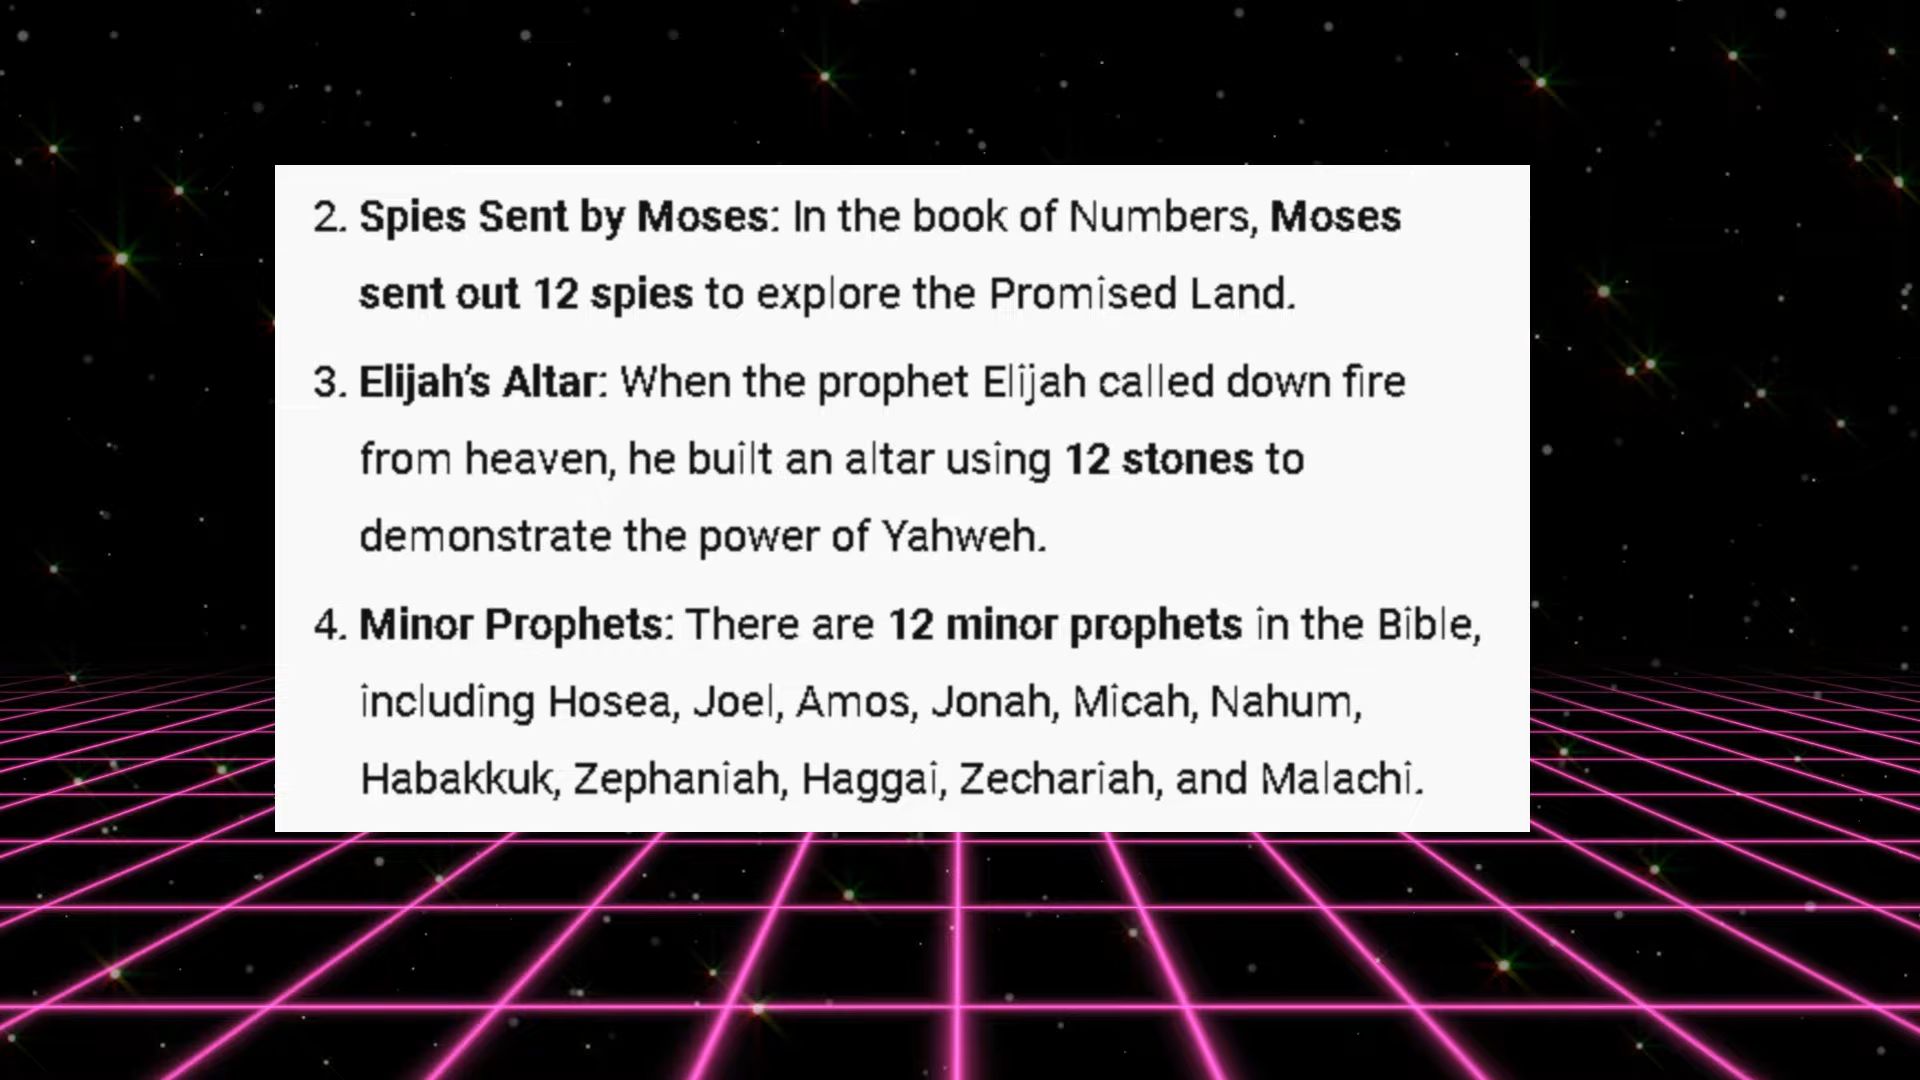 2. Spies Sent by Moses: In the book of Numbers, Moses
sent out 12 spies to explore the Promised Land.
3. Elijah’s Altar: When the prophet Elijah called down fire
from heaven, he built an altar using 12 stones to
demonstrate the power of Yahweh.
4. Minor Prophets: There are 12 minor prophets in the Bible,
including Hosea, Joel, Amos, Jonah, Micah, Nahum,
Habakkuk, Zephaniah, Haggai, Zechariah, and Malachi.